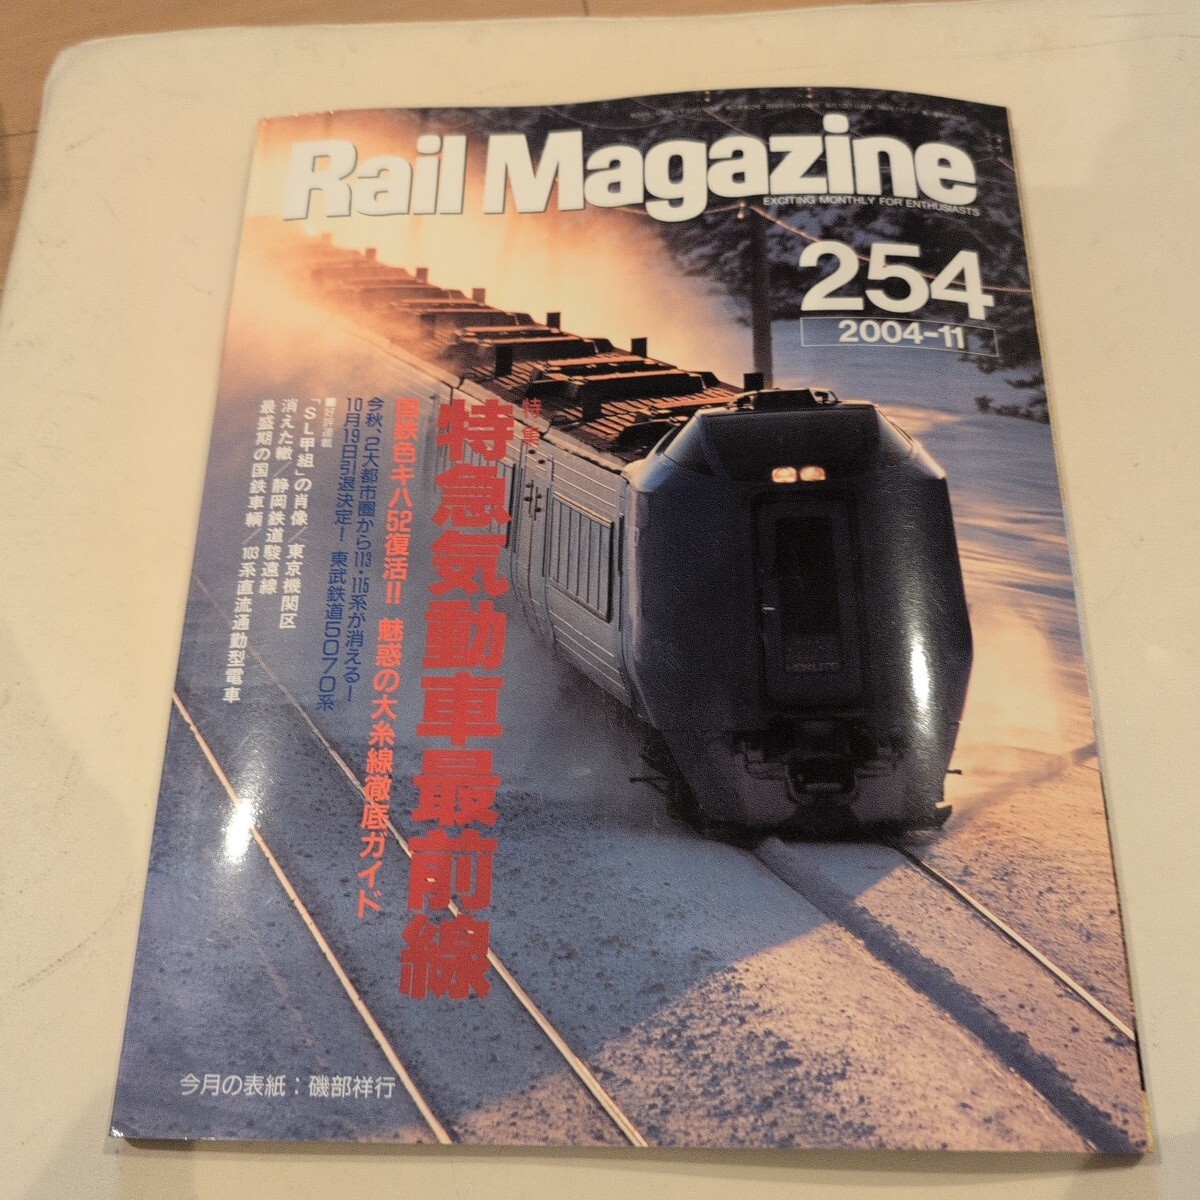 Rail Magazine
EXCITING MONTHLY FOR ENTHUSIASTS
254
2004-11
特集
特急気動車最前線
国鉄色キハ52復活!! 魅惑の大糸線徹底ガイド
今秋、2大都市圏から113・115系が消える―
10月19日引退決定! 東武鉄道5070系
■好評連載
「SL甲組」の肖像/東京機関区
消えた轍/静岡鉄道駿遠線
最盛期の国鉄車輌/103系直流通勤型電車
今月の表紙:磯部祥行